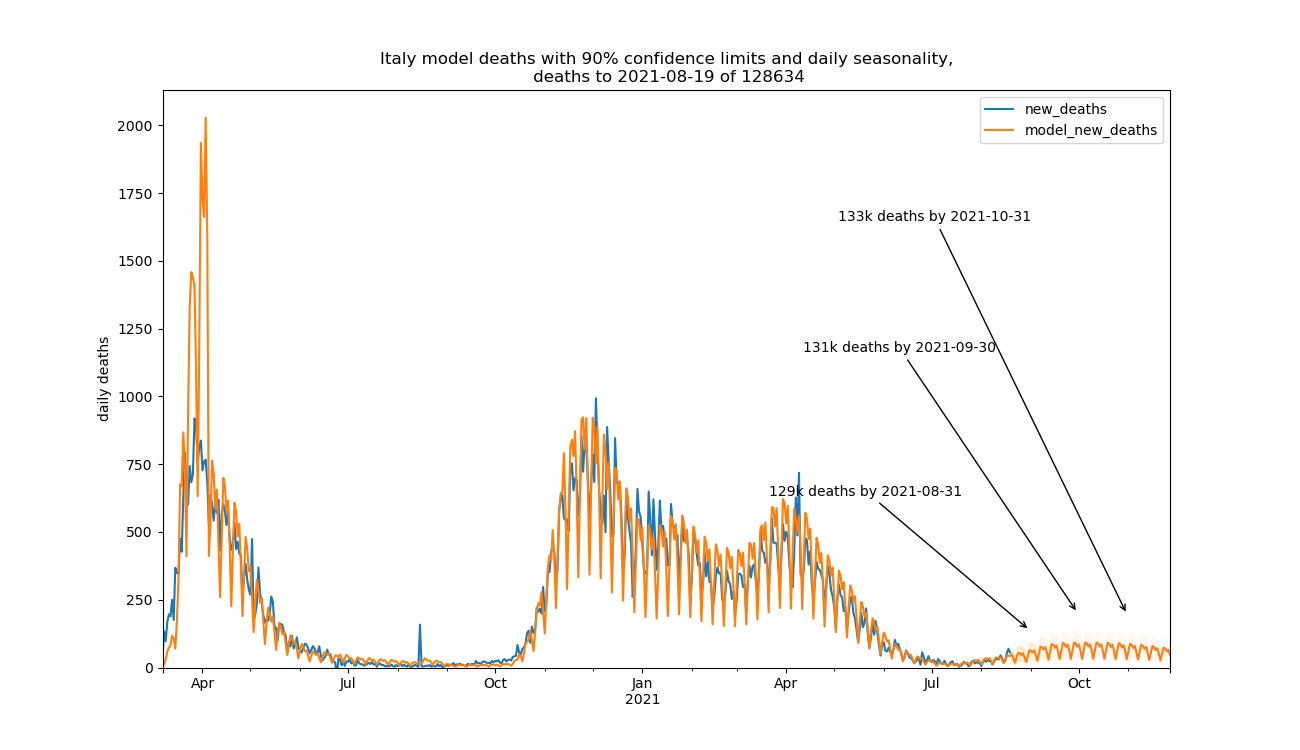 Italy model deaths with 90% confidence limits and daily seasonality,
deaths to 2021-08-19 of 128634
new_deaths
model_new_deaths
daily deaths
2000
1750
1500
1250
1000
750
500
250
0
133k deaths by 2021-10-31
131k deaths by 2021-09-30
129k deaths by 2021-08-31
Apr
Jul
Oct
Jan
2021
Apr
Jul
Oct